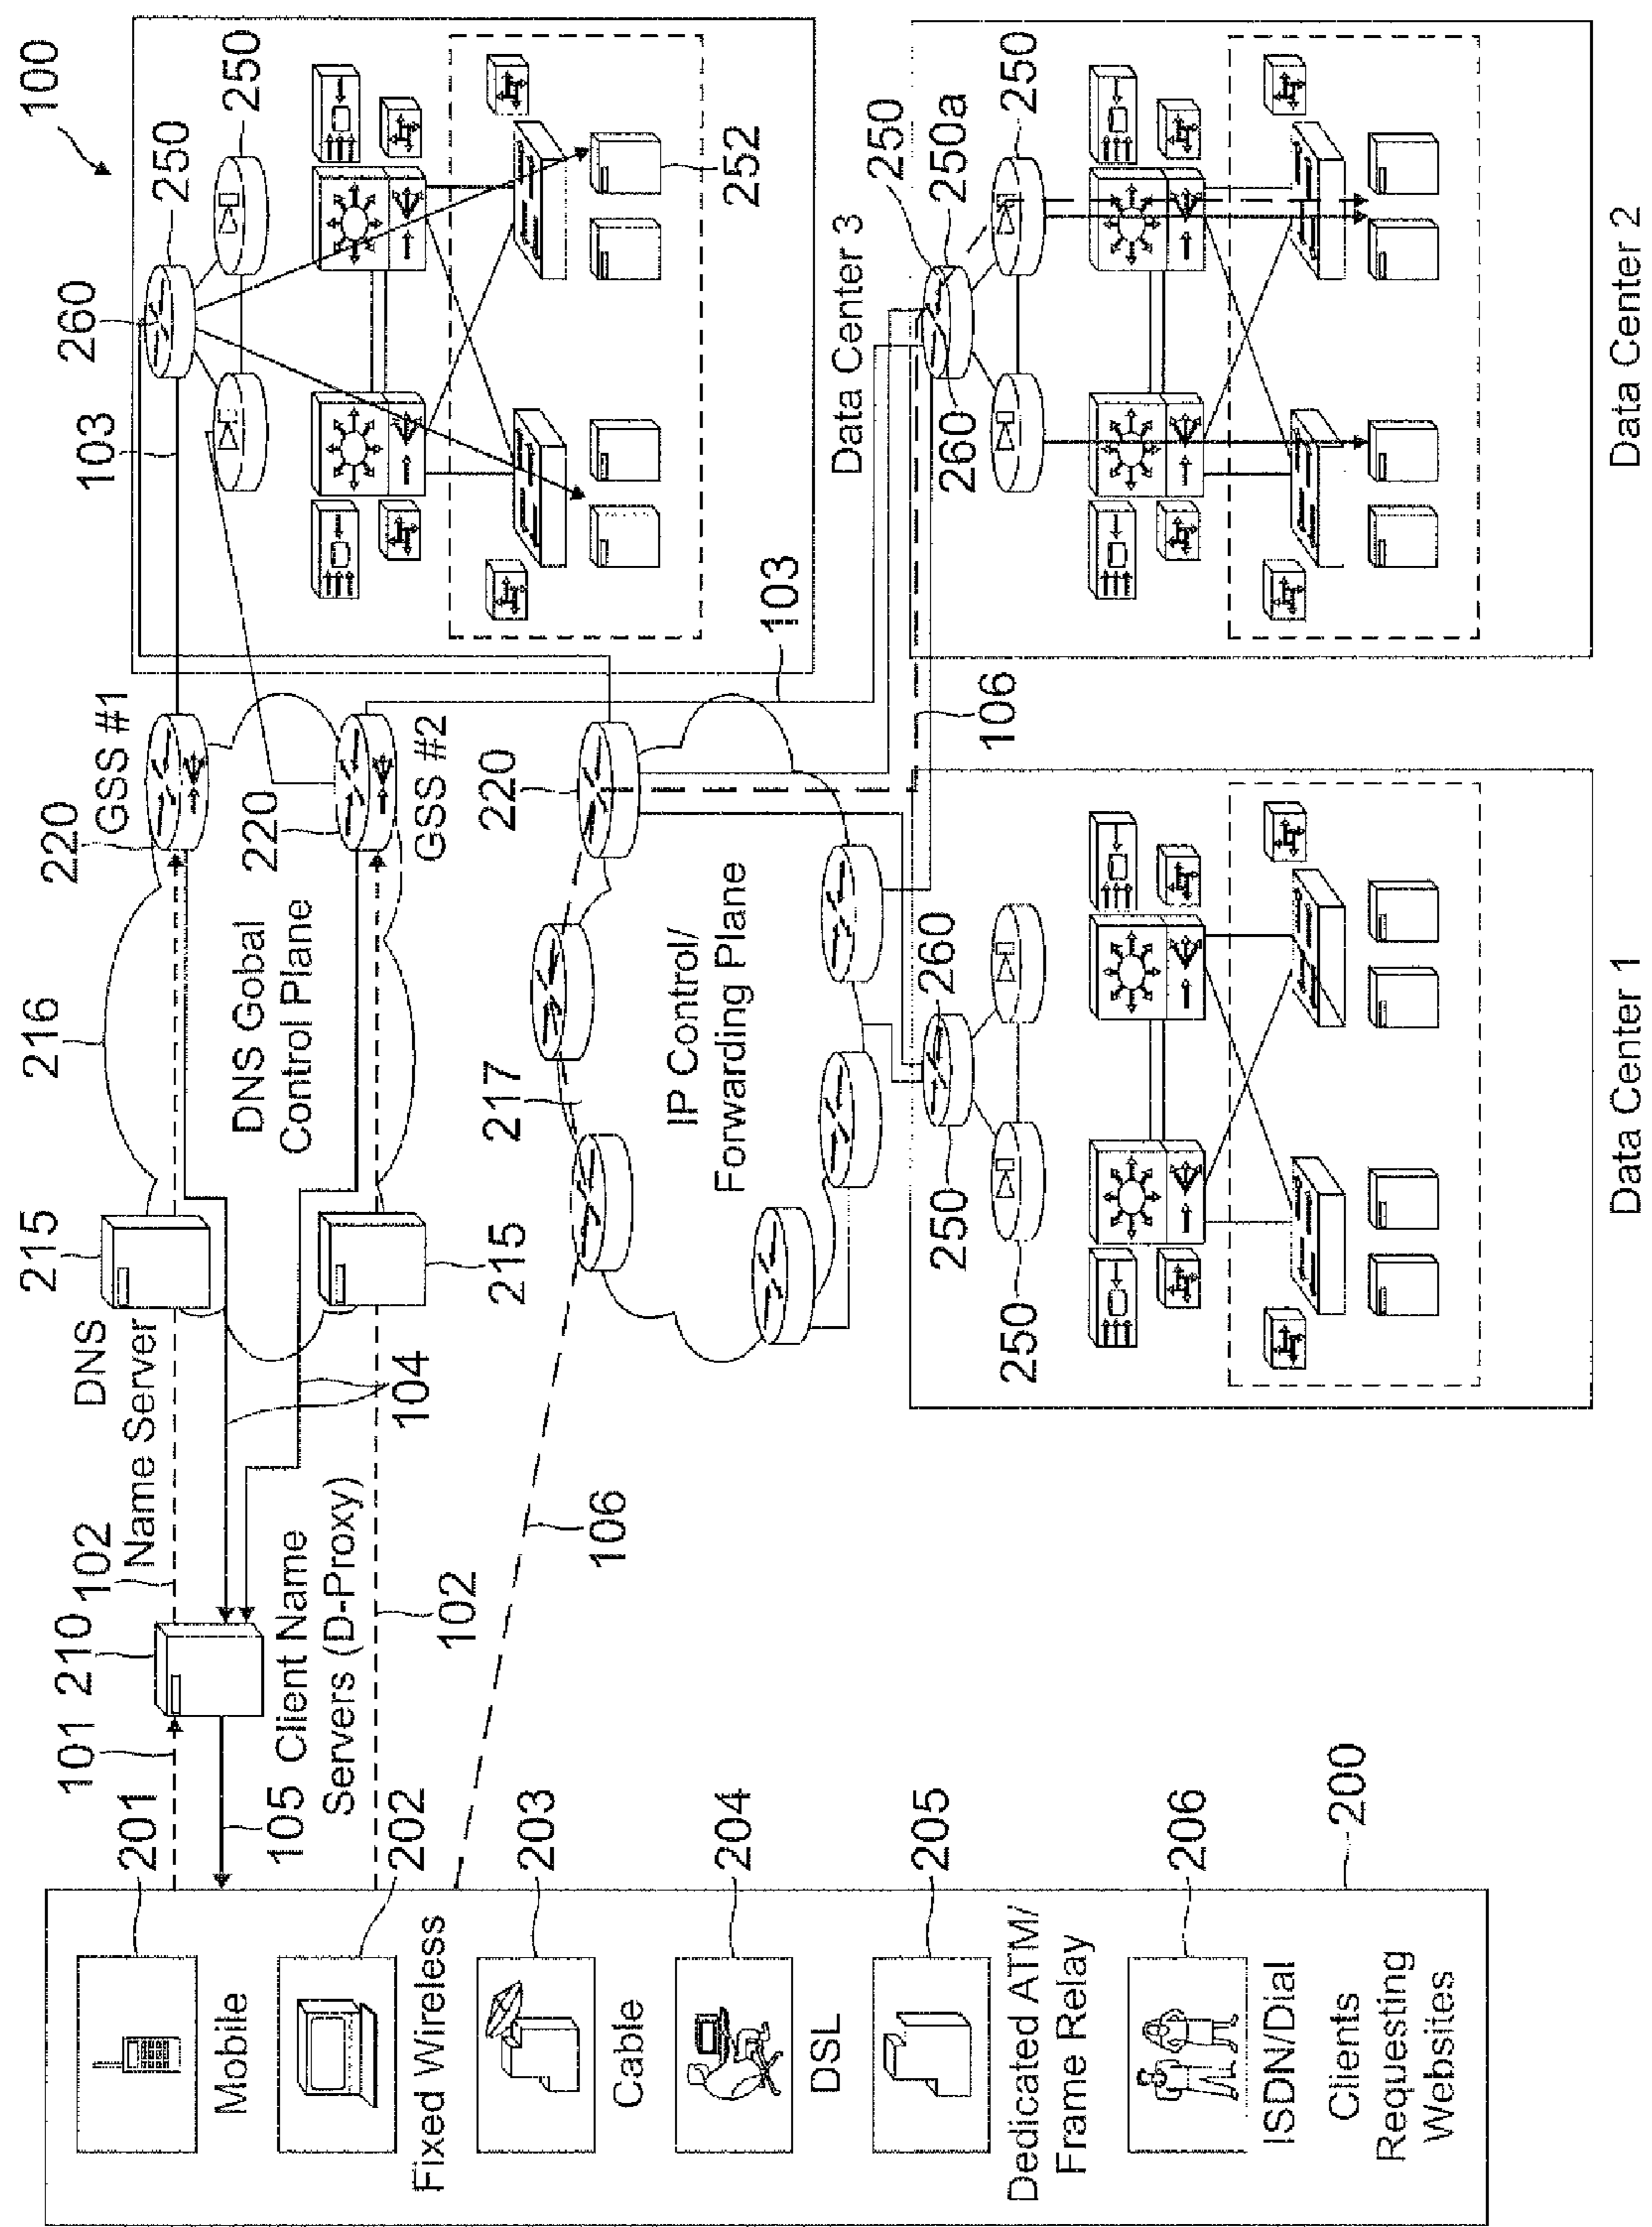 100
260
250
250
103
252
Data Center 3
GSS #1
220
220
GSS #2
216
DNS Gobal
Control Plane
215
215
DNS
Name Server
102
104
210
101
Client Name
Servers (D-Proxy)
105
102
106
217
220
IP Control/
Forwarding Plane
103
106
250
250a
250
260
Data Center 2
260
250
250
Data Center 1
201
Mobile
202
Fixed Wireless
203
Cable
204
DSL
205
Dedicated ATM/
Frame Relay
206
ISDN/Dial
Clients
Requesting
Websites
200